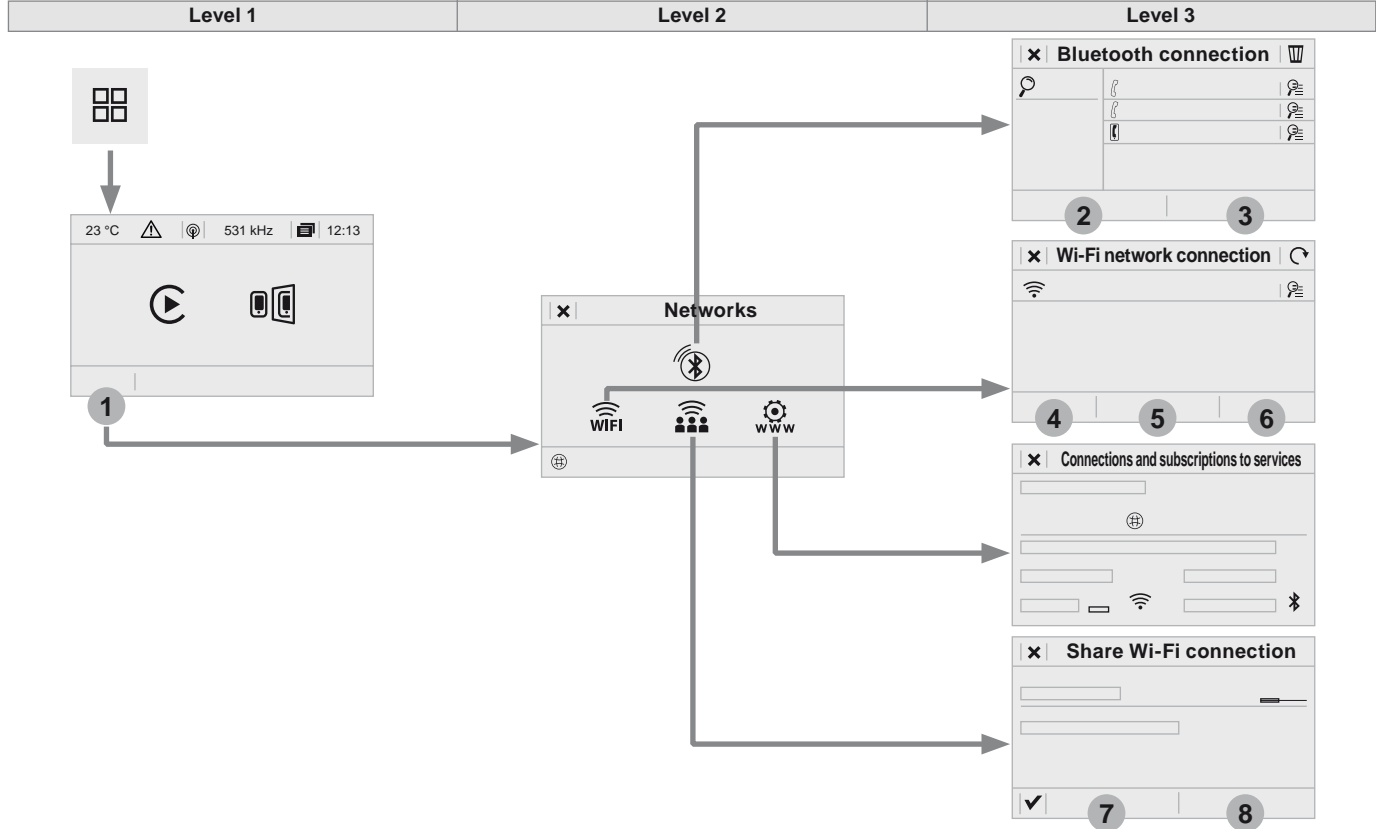 Level 1
Level 2
Level 3
23 °C
531 kHz
12:13
1
Networks
WIFI
www
Bluetooth connection
2
3
Wi-Fi network connection
4
5
6
Connections and subscriptions to services
Share Wi-Fi connection
7
8